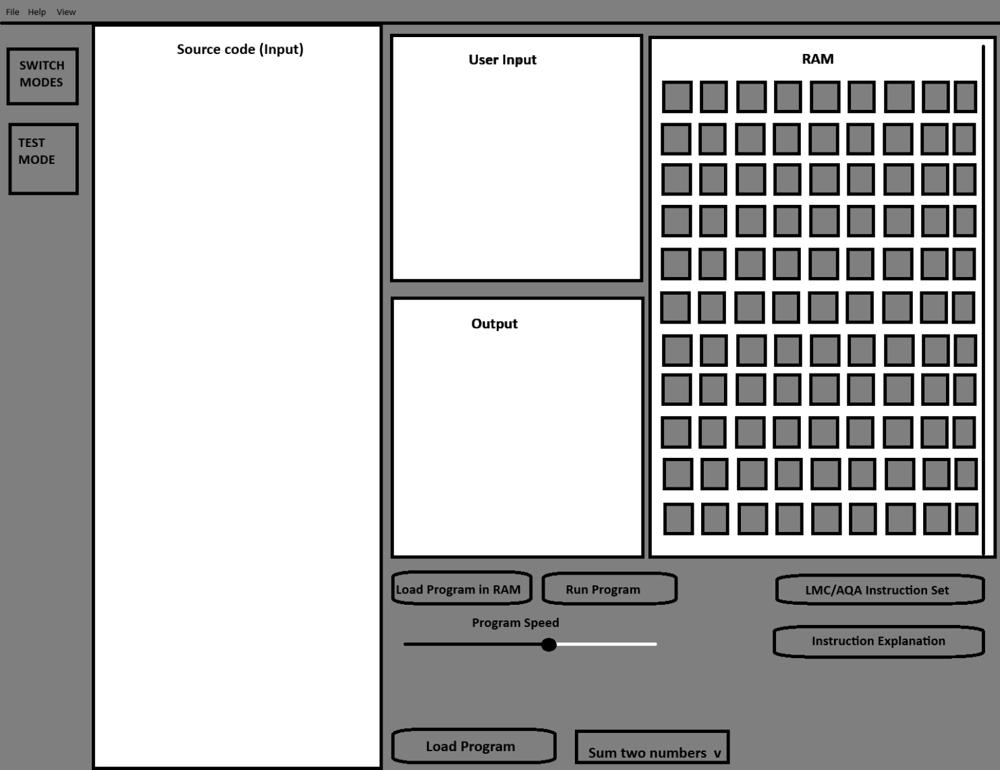 File Help View
SWITCH
MODES
TEST
MODE
Source code (Input)
User Input
RAM
Output
Load Program in RAM
Run Program
LMC/AQA Instruction Set
Program Speed
Instruction Explanation
Load Program
Sum two numbers v